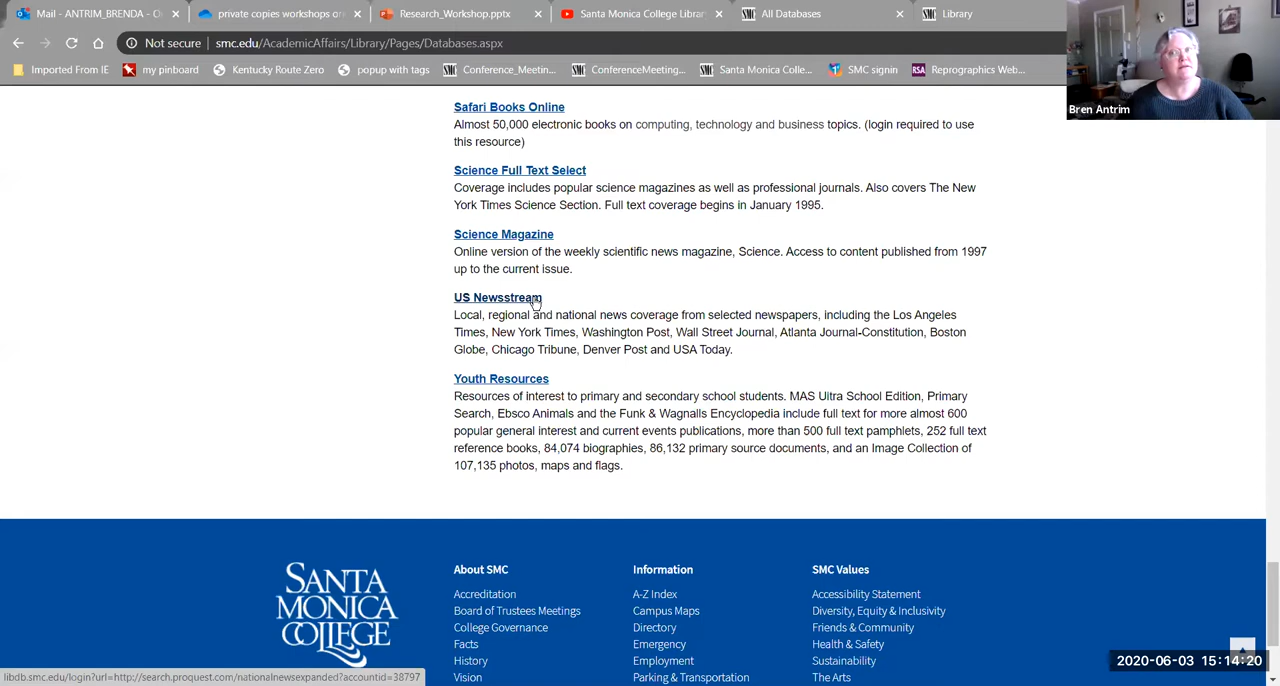 Mail - ANTRIM_BRENDA - O
private copies workshops or
Research_Workshop.pptx
Santa Monica College Librar
All Databases
Library
Not secure
smc.edu/AcademicAffairs/Library/Pages/Databases.aspx
Imported From IE
my pinboard
Kentucky Route Zero
popup with tags
Conference_Meetin...
ConferenceMeeting...
Santa Monica Colle...
SMC signin
Reprographics Web...
Bren Antrim
Safari Books Online
Almost 50,000 electronic books on computing, technology and business topics. (login required to use
this resource)
Science Full Text Select
Coverage includes popular science magazines as well as professional journals. Also covers The New
York Times Science Section. Full text coverage begins in January 1995.
Science Magazine
Online version of the weekly scientific news magazine, Science. Access to content published from 1997
up to the current issue.
US Newsstream
Local, regional and national news coverage from selected newspapers, including the Los Angeles
Times, New York Times, Washington Post, Wall Street Journal, Atlanta Journal-Constitution, Boston
Globe, Chicago Tribune, Denver Post and USA Today.
Youth Resources
Resources of interest to primary and secondary school students. MAS Ultra School Edition, Primary
Search, Ebsco Animals and the Funk & Wagnalls Encyclopedia include full text for more almost 600
popular general interest and current events publications, more than 500 full text pamphlets, 252 full text
reference books, 84,074 biographies, 86,132 primary source documents, and an Image Collection of
107,135 photos, maps and flags.
SANTA
MONICA
COLLEGE
About SMC
Accreditation
Board of Trustees Meetings
College Governance
Facts
History
Vision
Information
A-Z Index
Campus Maps
Directory
Emergency
Employment
Parking & Transportation
SMC Values
Accessibility Statement
Diversity, Equity & Inclusivity
Friends & Community
Health & Safety
Sustainability
The Arts
2020-06-03 15:14:20
libdb.smc.edu/login?url=http://search.proquest.com/nationalnewsexpanded?accountid=38797